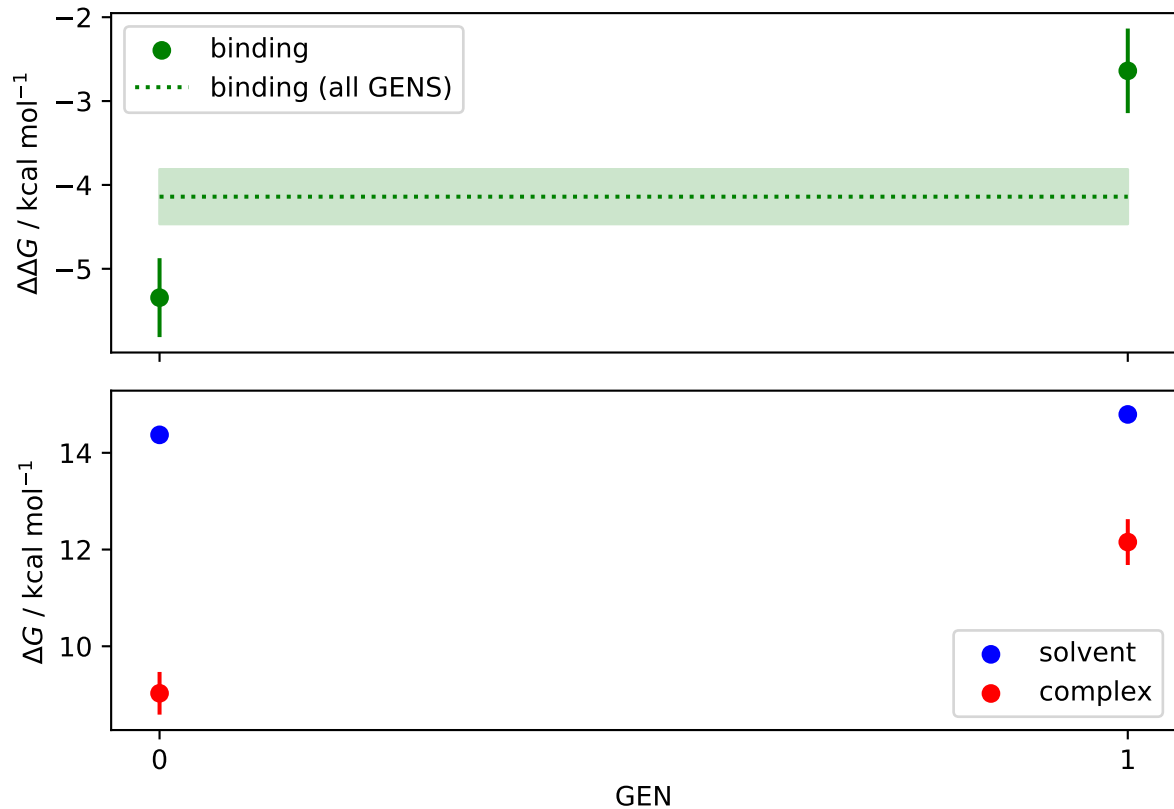 −2
−3
−4
−5
ΔΔG / kcal mol⁻¹
binding
binding (all GENS)
14
12
10
ΔG / kcal mol⁻¹
solvent
complex
0
1
GEN